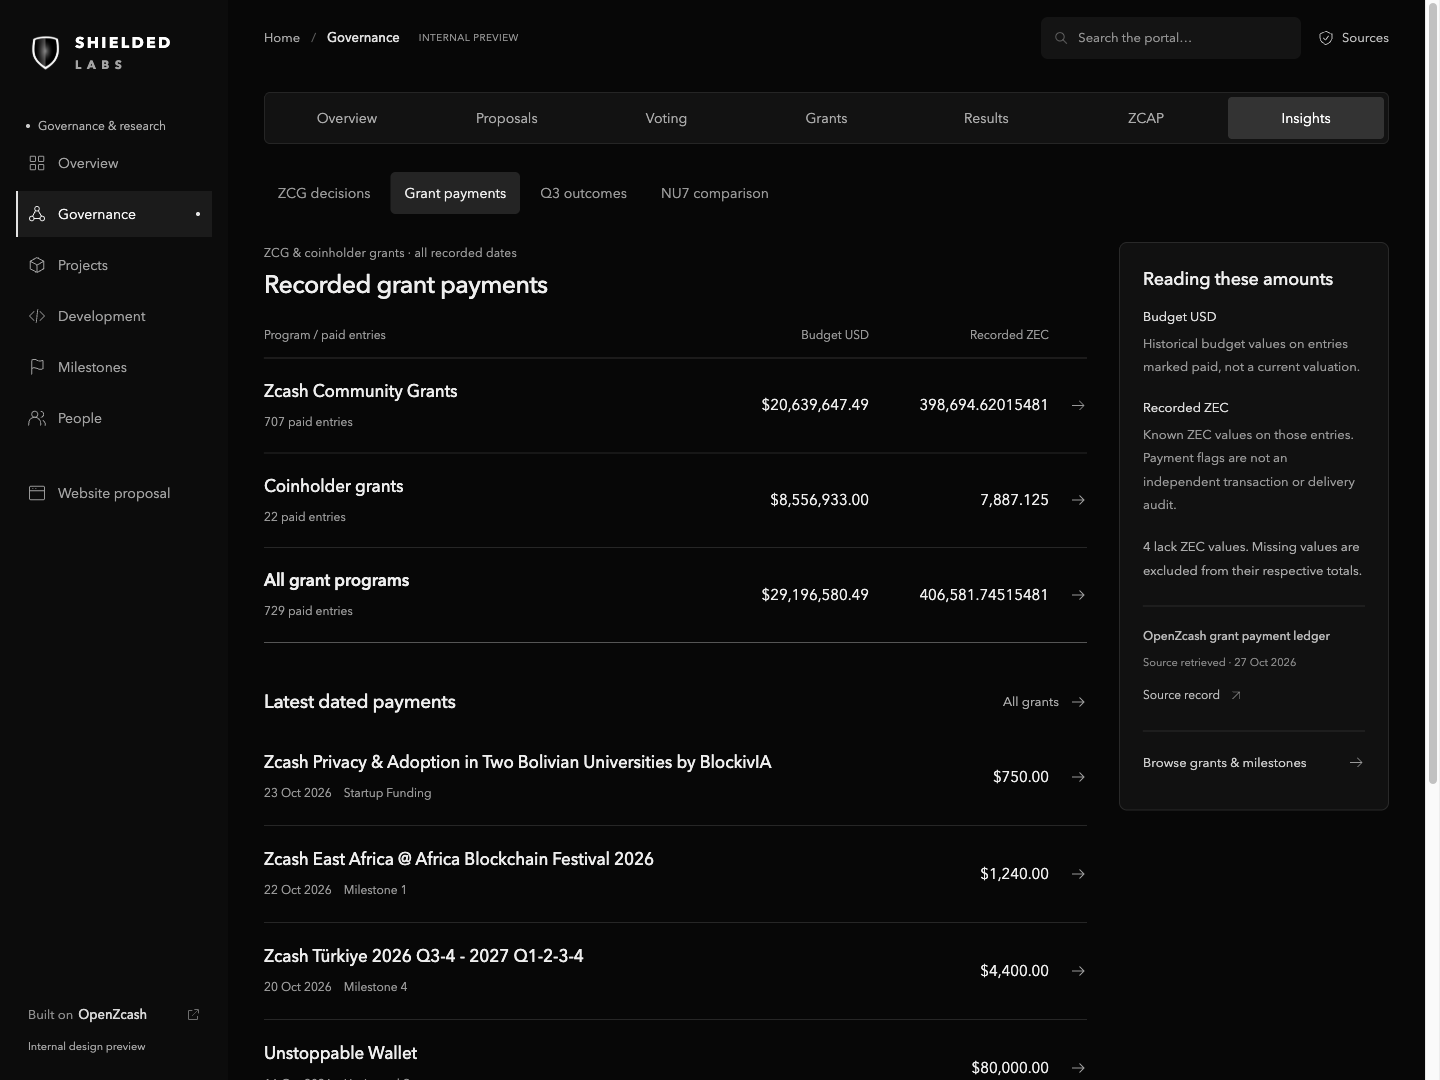 SHIELDED
LABS
Governance & research
Overview
Governance
Projects
Development
Milestones
People
Website proposal
Built on OpenZcash
Internal design preview
Home / Governance INTERNAL PREVIEW
Search the portal…
Sources
Overview Proposals Voting Grants Results ZCAP Insights
ZCG decisions Grant payments Q3 outcomes NU7 comparison
ZCG & coinholder grants · all recorded dates
Recorded grant payments
Program / paid entries Budget USD Recorded ZEC
Zcash Community Grants
707 paid entries
$20,639,647.49 398,694.62015481
Coinholder grants
22 paid entries
$8,556,933.00 7,887.125
All grant programs
729 paid entries
$29,196,580.49 406,581.74515481
Latest dated payments
All grants
Zcash Privacy & Adoption in Two Bolivian Universities by BlockivIA
23 Oct 2026 Startup Funding
$750.00
Zcash East Africa @ Africa Blockchain Festival 2026
22 Oct 2026 Milestone 1
$1,240.00
Zcash Türkiye 2026 Q3-4 - 2027 Q1-2-3-4
20 Oct 2026 Milestone 4
$4,400.00
Unstoppable Wallet
$80,000.00
Reading these amounts
Budget USD
Historical budget values on entries
marked paid, not a current valuation.
Recorded ZEC
Known ZEC values on those entries.
Payment flags are not an
independent transaction or delivery
audit.
4 lack ZEC values. Missing values are
excluded from their respective totals.
OpenZcash grant payment ledger
Source retrieved · 27 Oct 2026
Source record
Browse grants & milestones